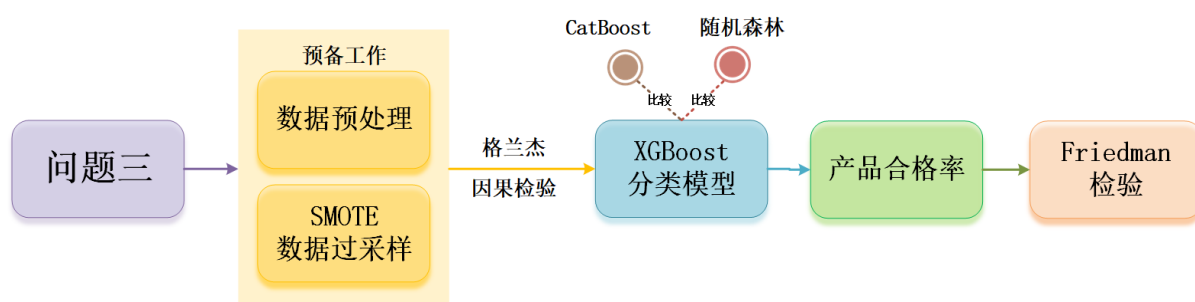 CatBoost
随机森林
预备工作
比较
比较
数据预处理
问题三
格兰杰
因果检验
XGBoost
分类模型
产品合格率
Friedman
检验
SMOTE
数据过采样